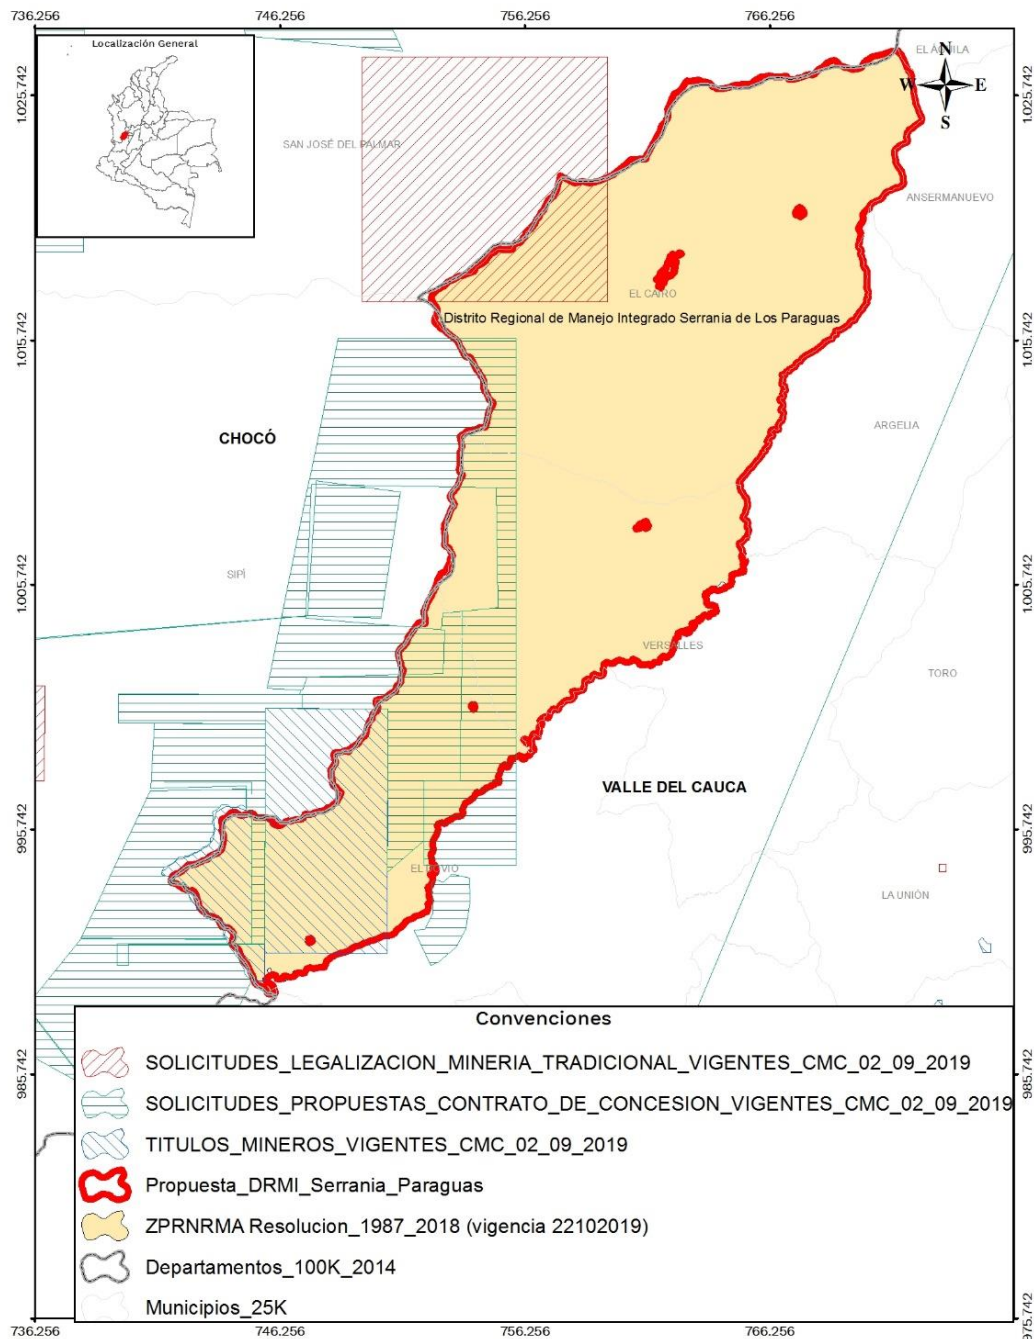 736.256 746.256 756.256 766.256
Localización General
N
W E
S
EL ÁGUILA
1.025.742 1.025.742
SAN JOSÉ DEL PALMAR
ANSERMANUEVO
EL CAIRO
Distrito Regional de Manejo Integrado Serrania de Los Paraguas
1.015.742 1.015.742
ARGELIA
CHOCÓ
SIPÍ
1.005.742 1.005.742
VERSALLES
TORO
VALLE DEL CAUCA
995.742 995.742
EL DOVIO
LA UNIÓN
Convenciones
SOLICITUDES_LEGALIZACION_MINERIA_TRADICIONAL_VIGENTES_CMC_02_09_2019
985.742 985.742
SOLICITUDES_PROPUESTAS_CONTRATO_DE_CONCESION_VIGENTES_CMC_02_09_2019
TITULOS_MINEROS_VIGENTES_CMC_02_09_2019
Propuesta_DRMI_Serrania_Paraguas
ZPRNRMA Resolucion_1987_2018 (vigencia 22102019)
Departamentos_100K_2014
Municipios_25K
975.742
736.256 746.256 756.256 766.256